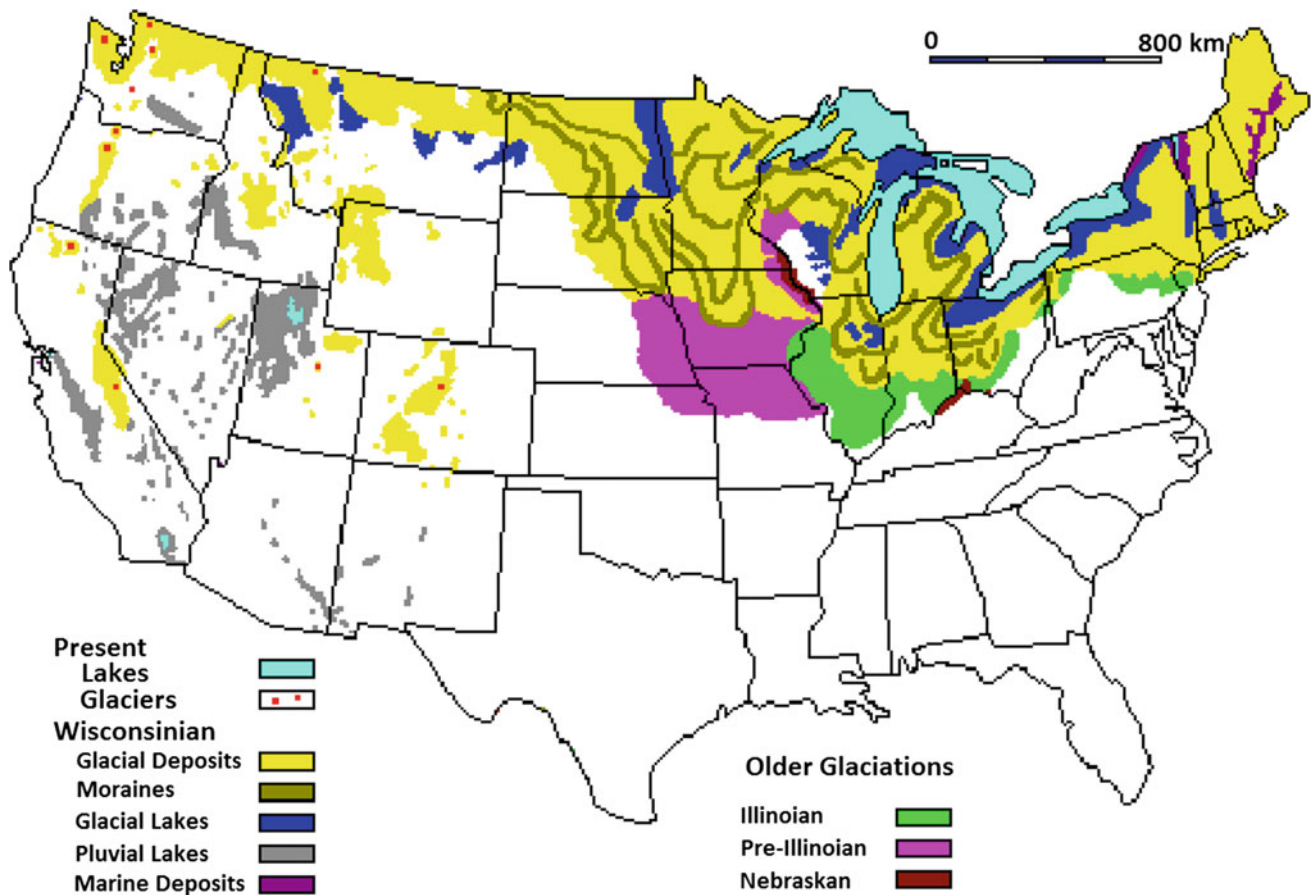 0 800 km
Present
Lakes
Glaciers
Wisconsinian
Glacial Deposits
Moraines
Glacial Lakes
Pluvial Lakes
Marine Deposits
Older Glaciations
Illinoian
Pre-Illinoian
Nebraskan